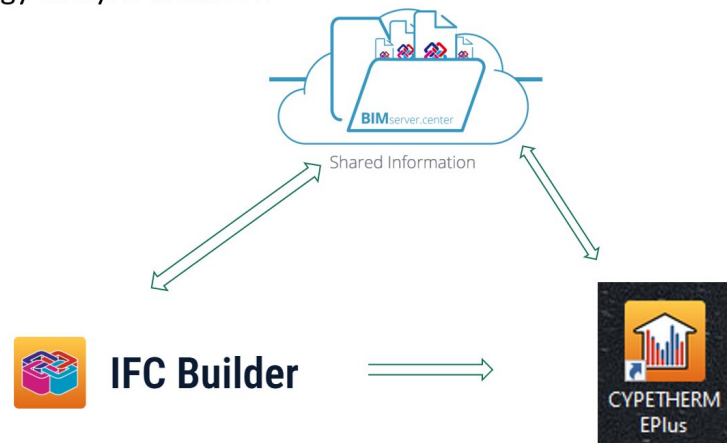 BIMserver.center
Shared Information
IFC Builder
CYPETHERM
EPlus